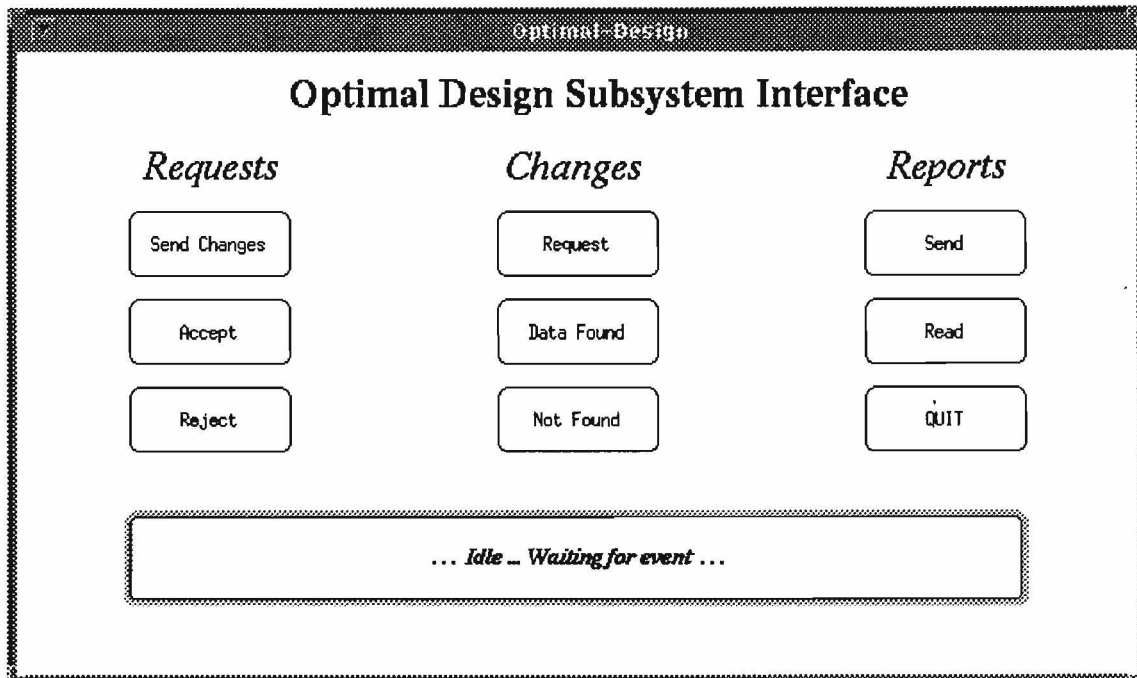 Optimal-Design
Optimal Design Subsystem Interface
Requests Changes Reports
Send Changes Request Send
Accept Data Found Read
Reject Not Found QUIT
... Idle ... Waiting for event ...